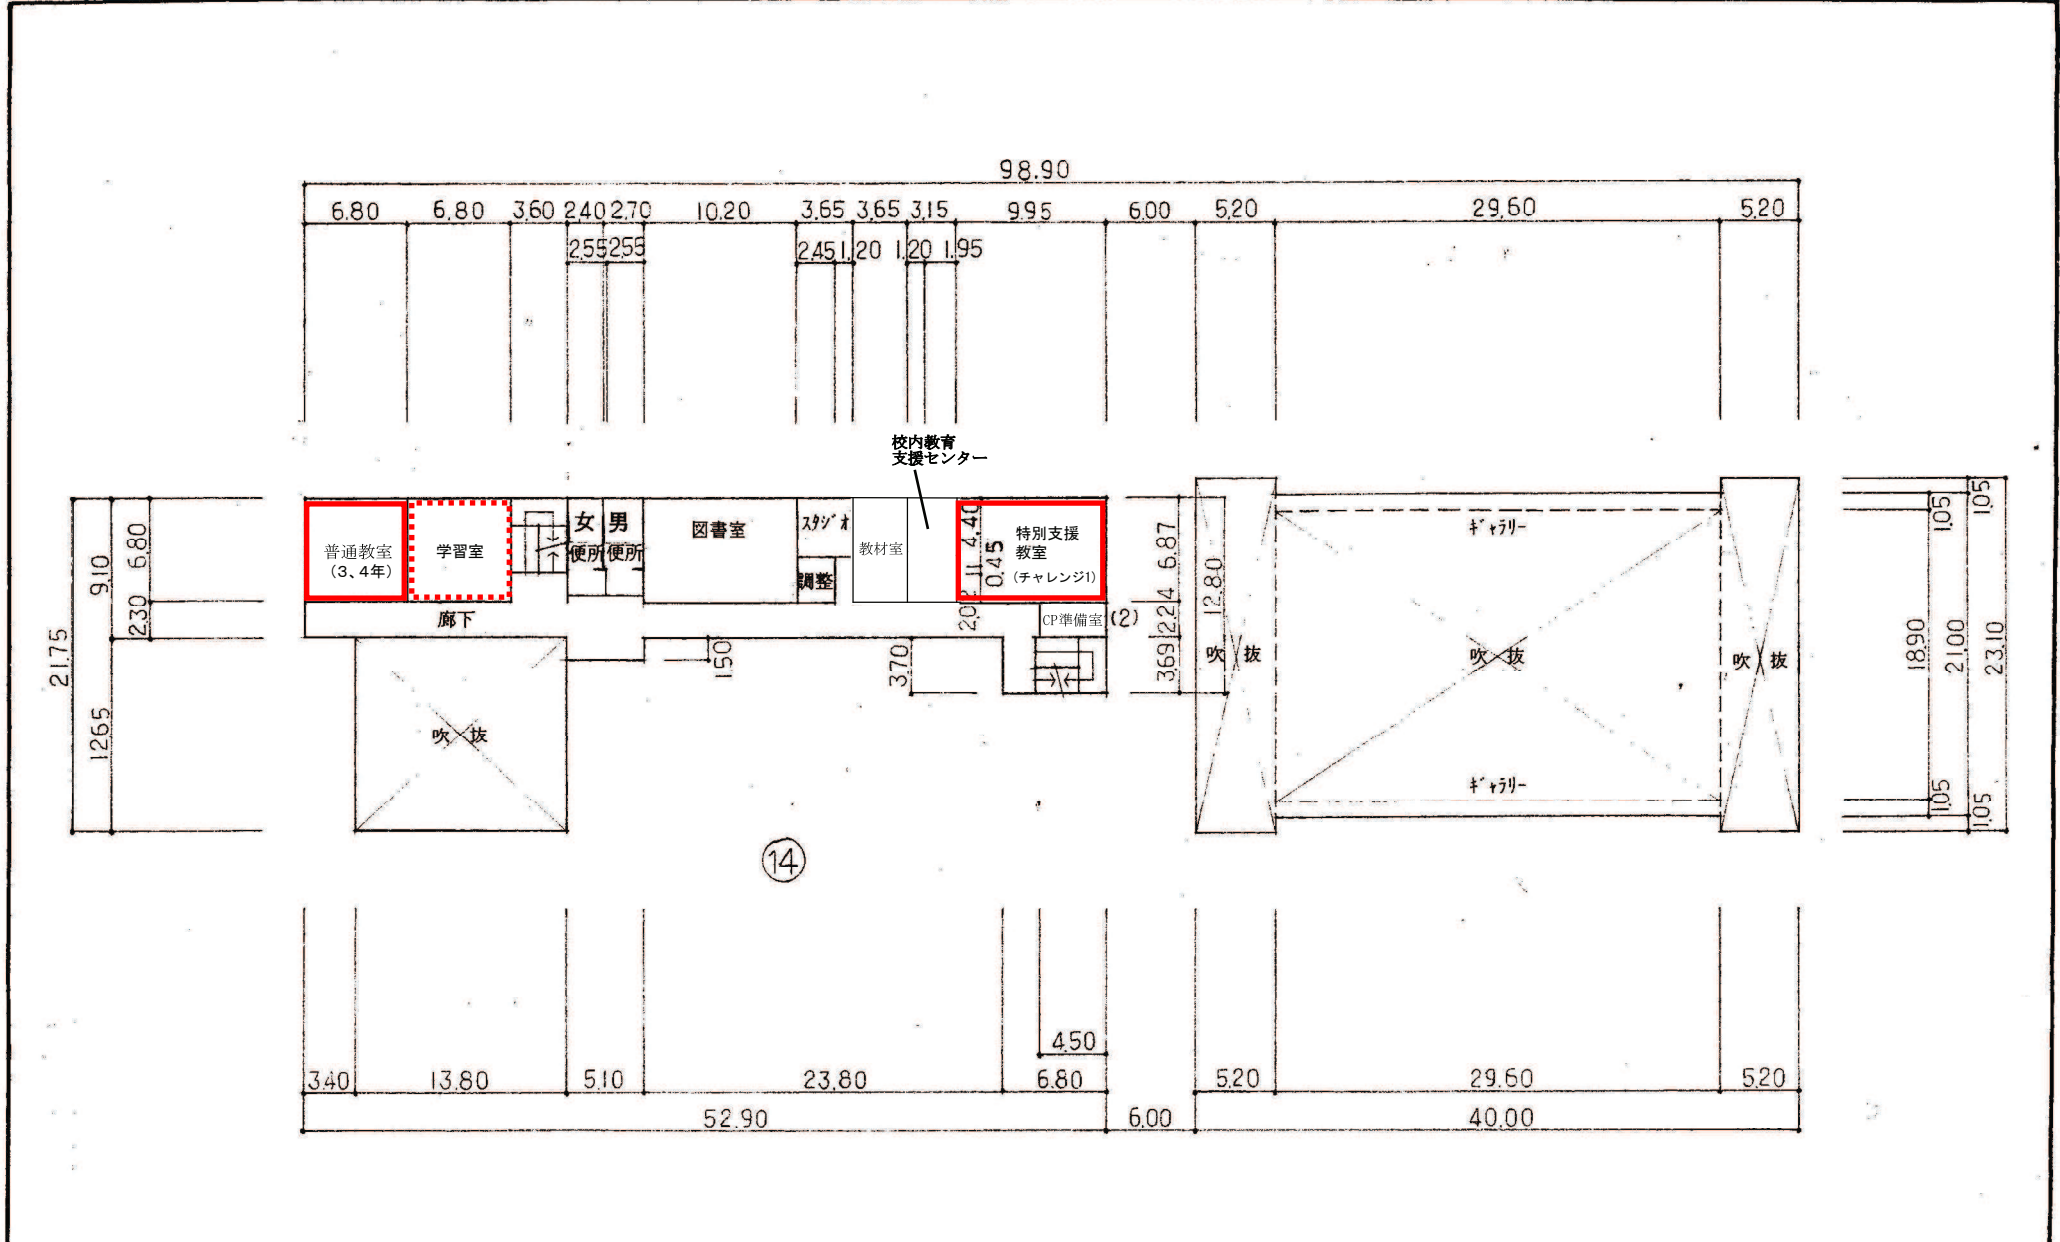 98.90
6.80 6.80 3.60 2.40 2.70 10.20 3.65 3.65 3.15 9.95 6.00 5.20 29.60 5.20
2.55 2.55 2.45 1.20 1.20 1.95
校内教育
支援センター
普通教室
(3、4年)
学習室
女 男
便所 便所
図書室
スタジオ
調整
教材室
特別支援
教室
(チャレンジ1)
4.40
0.45
廊下
CP準備室
(2)
21.75
9.10
12.65
6.80
2.30
吹 抜
1.50
3.70
6.87
2.24
3.69
12.80
吹 抜
ギャラリー
吹 抜
ギャラリー
吹 抜
18.90
21.00
23.10
1.05
1.05
1.05
1.05
14
4.50
3.40 13.80 5.10 23.80 6.80 5.20 29.60 5.20
52.90 6.00 40.00